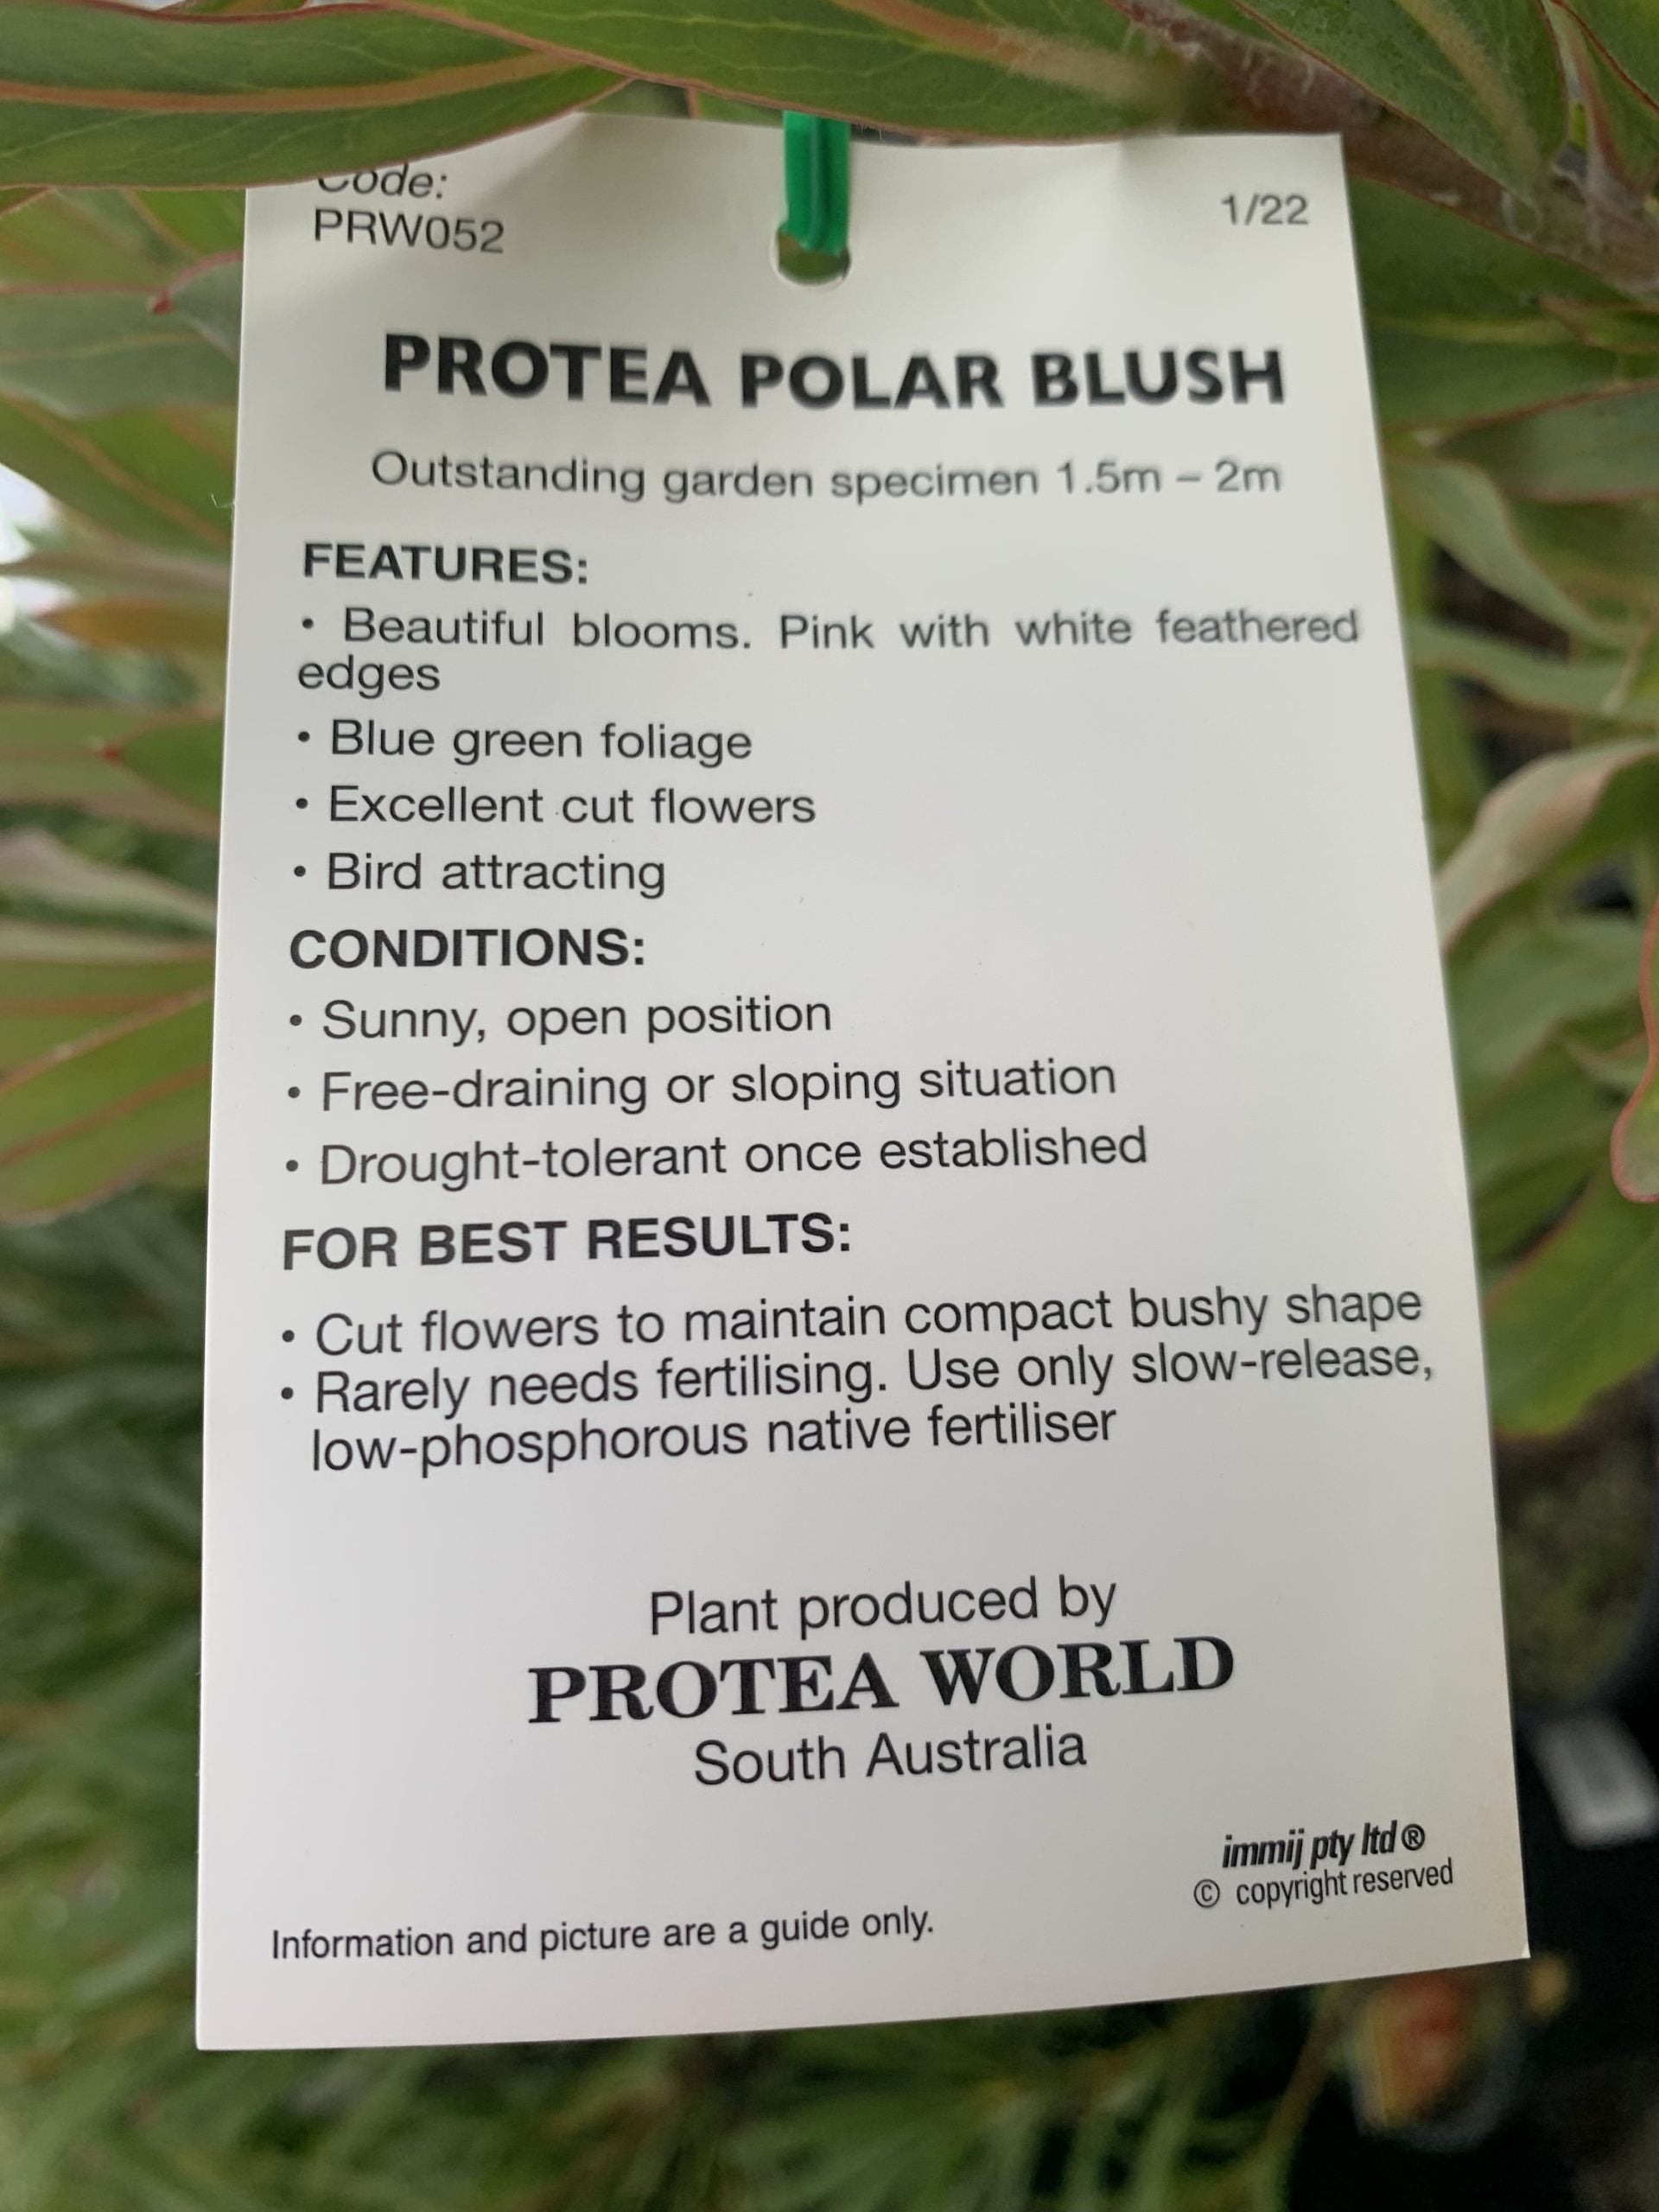 Code:
PRW052
1/22
PROTEA POLAR BLUSH
Outstanding garden specimen 1.5m – 2m
FEATURES:
• Beautiful blooms. Pink with white feathered
edges
• Blue green foliage
• Excellent cut flowers
• Bird attracting
CONDITIONS:
• Sunny, open position
• Free-draining or sloping situation
• Drought-tolerant once established
FOR BEST RESULTS:
• Cut flowers to maintain compact bushy shape
• Rarely needs fertilising. Use only slow-release,
low-phosphorous native fertiliser
Plant produced by
PROTEA WORLD
South Australia
immij pty ltd ®
© copyright reserved
Information and picture are a guide only.